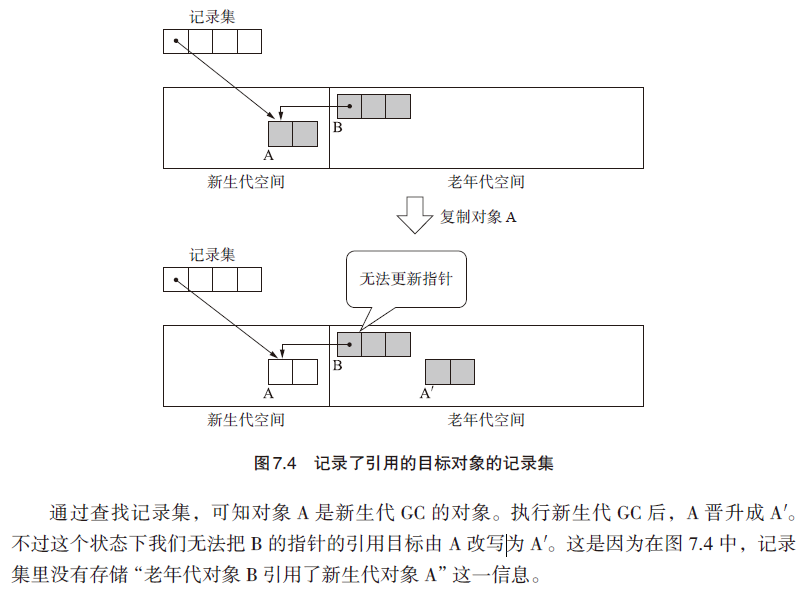 记录集
B
A
新生代空间
老年代空间
复制对象 A
记录集
无法更新指针
B
A
A′
新生代空间
老年代空间
图7.4 记录了引用的目标对象的记录集
通过查找记录集，可知对象 A 是新生代 GC 的对象。执行新生代 GC 后，A 晋升成 A′。
不过这个状态下我们无法把 B 的指针的引用目标由 A 改写为 A′。这是因为在图 7.4 中，记录
集里没有存储“老年代对象 B 引用了新生代对象 A”这一信息。